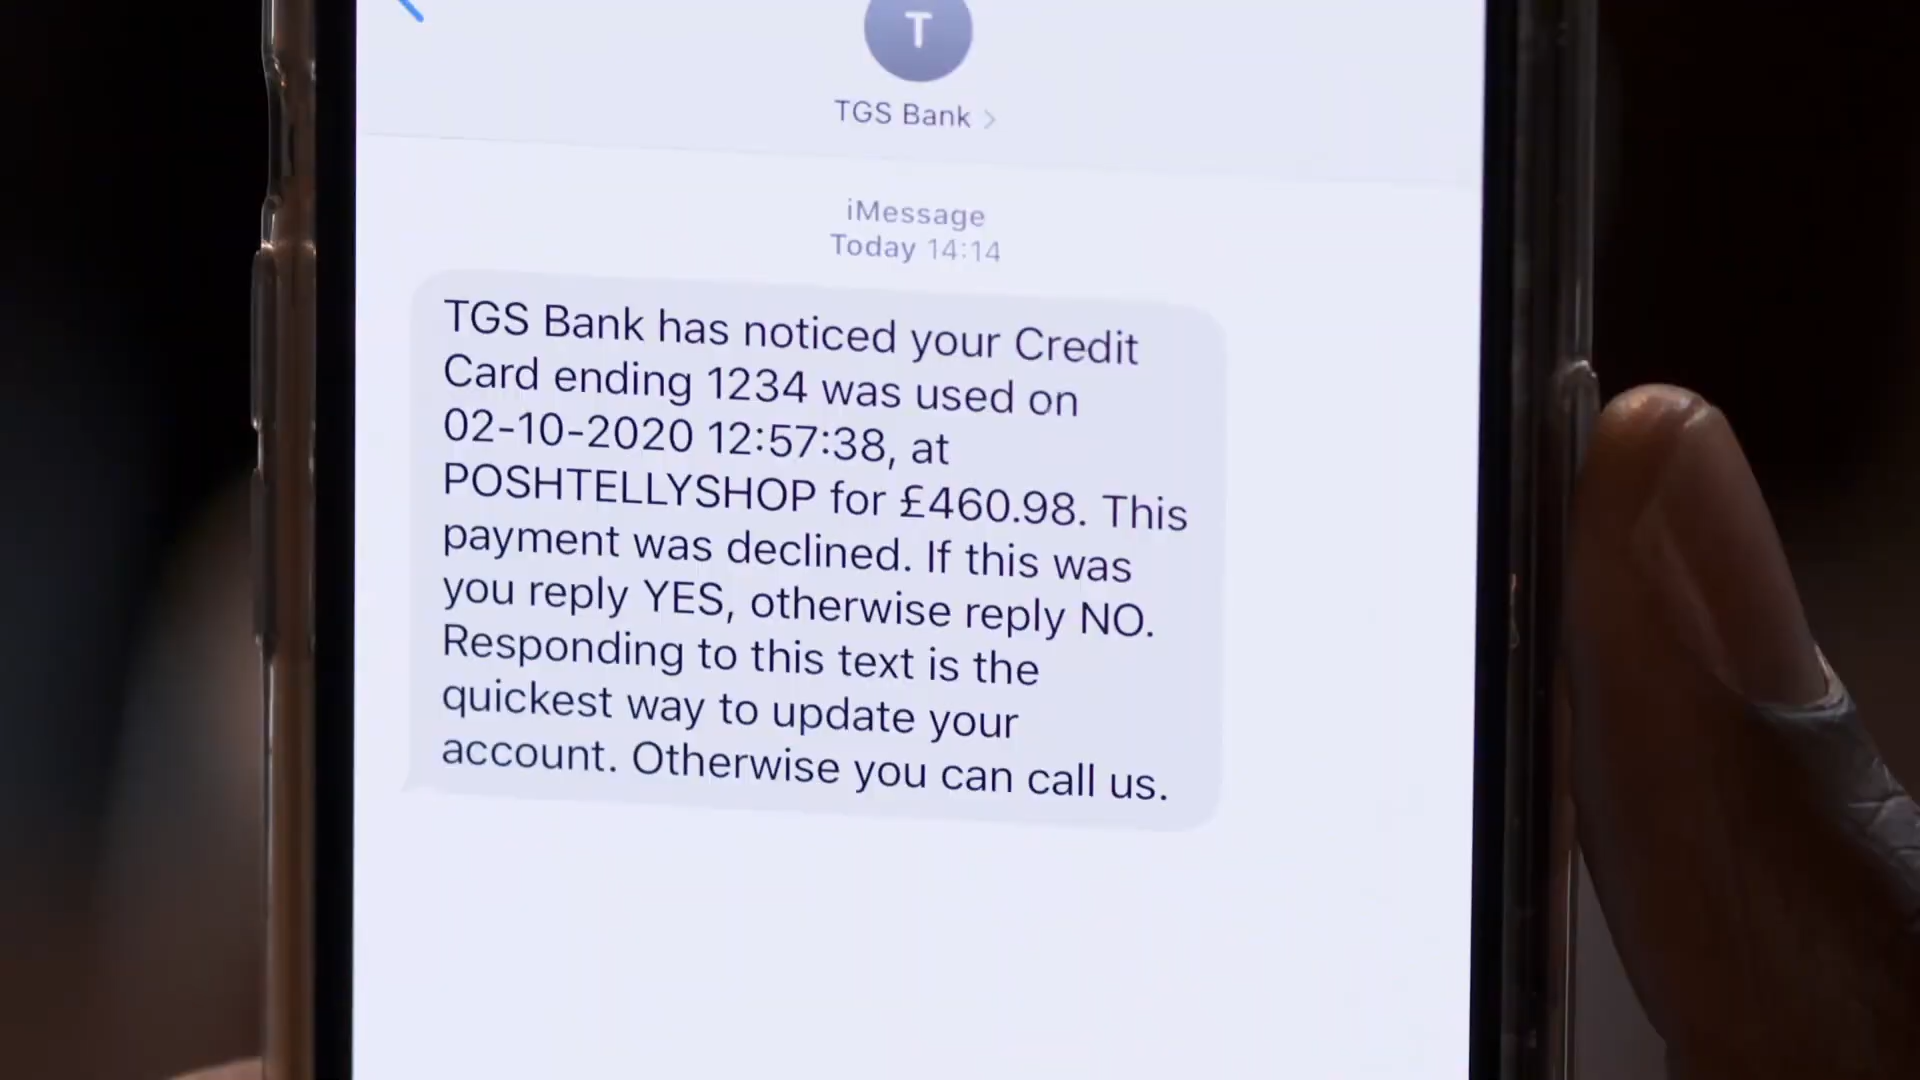 T
TGS Bank >
iMessage
Today 14:14
TGS Bank has noticed your Credit
Card ending 1234 was used on
02-10-2020 12:57:38, at
POSHTELLYSHOP for £460.98. This
payment was declined. If this was
you reply YES, otherwise reply NO.
Responding to this text is the
quickest way to update your
account. Otherwise you can call us.